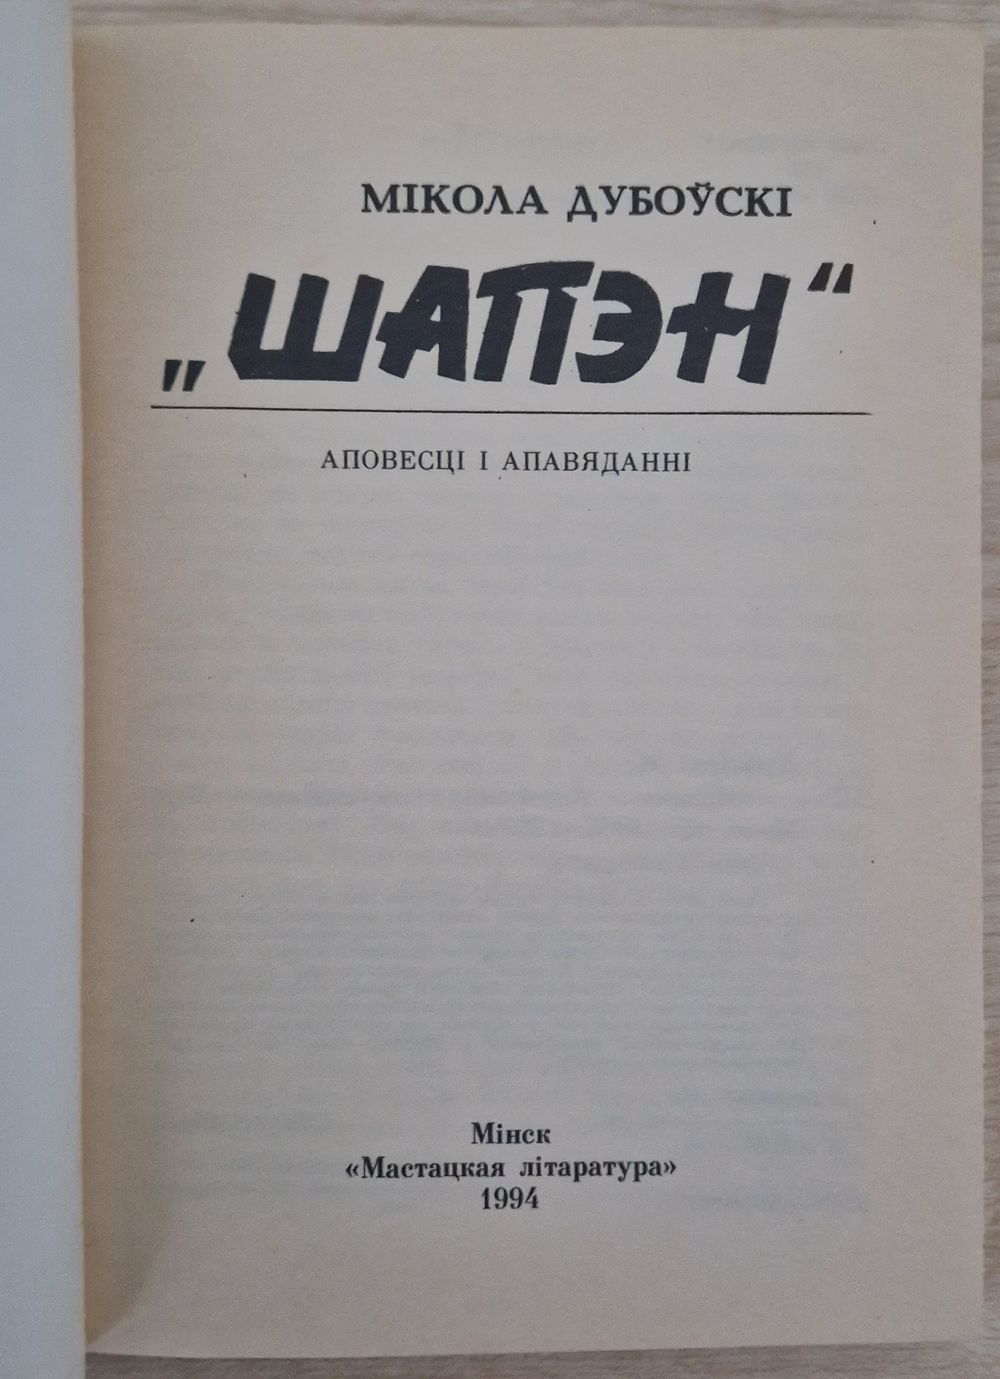 МІКОЛА ДУБОЎСКІ
„ШАПЭН“
АПОВЕСЦІ І АПАВЯДАННІ
Мінск
«Мастацкая літаратура»
1994